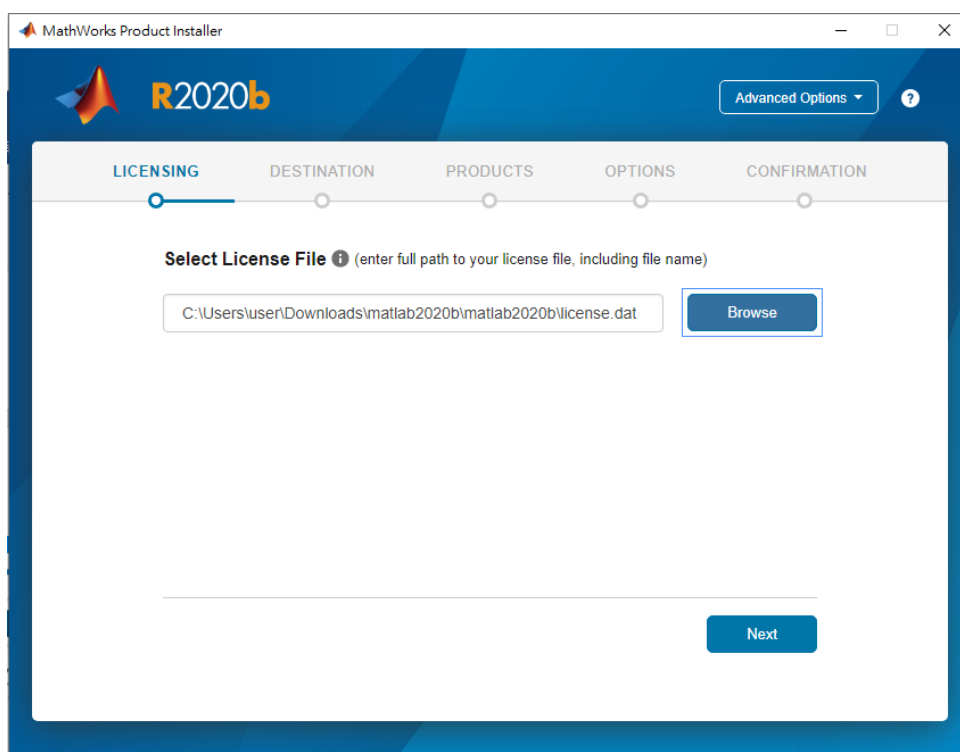 MathWorks Product Installer
R2020b
Advanced Options
?
LICENSING DESTINATION PRODUCTS OPTIONS CONFIRMATION
Select License File i (enter full path to your license file, including file name)
C:\Users\user\Downloads\matlab2020b\matlab2020b\license.dat
Browse
Next